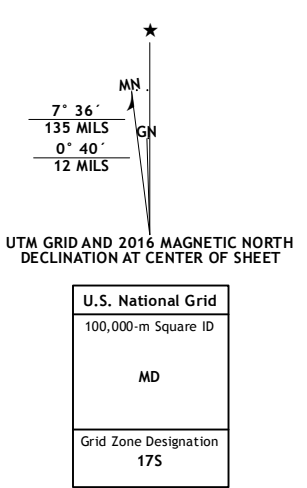 ★
MN
7° 36´
135 MILS
GN
0° 40´
12 MILS
UTM GRID AND 2016 MAGNETIC NORTH
DECLINATION AT CENTER OF SHEET
U.S. National Grid
100,000-m Square ID
MD
Grid Zone Designation
17S